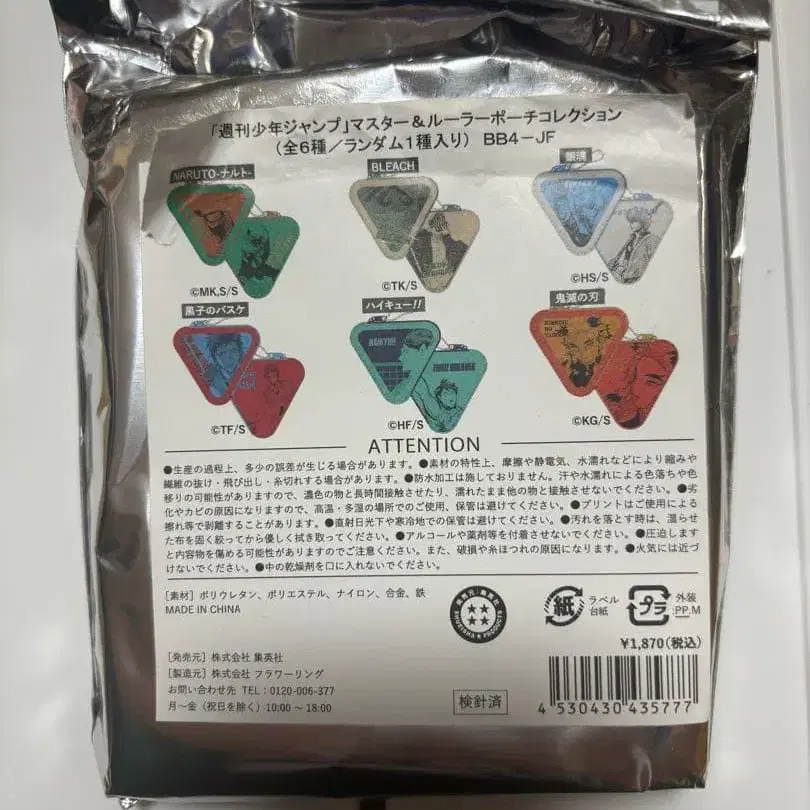 「週刊少年ジャンプ」マスター＆ルーラーポーチコレクション
（全6種／ランダム1種入り） BB4-JF
NARUTO-ナルト-
BLEACH
銀魂
©MK,S/S
©TK/S
©HS/S
黒子のバスケ
ハイキュー!!
鬼滅の刃
©TF/S
©HF/S
©KG/S
ATTENTION
●生産の過程上、多少の誤差が生じる場合があります。●素材の特性上、摩擦や静電気、水濡れなどにより縮みや
繊維の抜け・飛び出し・糸切れする場合があります。●防水加工は施しておりません。汗や水濡れによる色落ちや色
移りの可能性がありますので、濃色の物と長時間接触させたり、濡れたまま他の物と接触させないでください。●劣
化やカビの原因になりますので、高温・多湿の場所でのご使用、保管は避けてください。●プリントはご使用による
擦れ等で剥離することがあります。●直射日光下や寒冷地での保管は避けてください。●汚れを落とす時は、湿らせ
た布を固く絞ってから優しく拭き取ってください。●アルコールや薬剤等を付着させないでください。●圧迫します
と内容物を傷める可能性がありますのでご注意ください。また、破損や糸ほつれの原因になります。●火気には近づ
けないでください。●中の乾燥剤を口に入れないでください。
［素材］ポリウレタン、ポリエステル、ナイロン、合金、鉄
MADE IN CHINA
紙
ラベル
台紙
プラ
外装
:PP.M
¥1,870(税込)
［発売元］株式会社 集英社
［製造元］株式会社 フラワーリング
お問い合わせ先 TEL：0120-006-377
月〜金（祝日を除く）10:00 〜 18:00
検針済
4 530430 435777